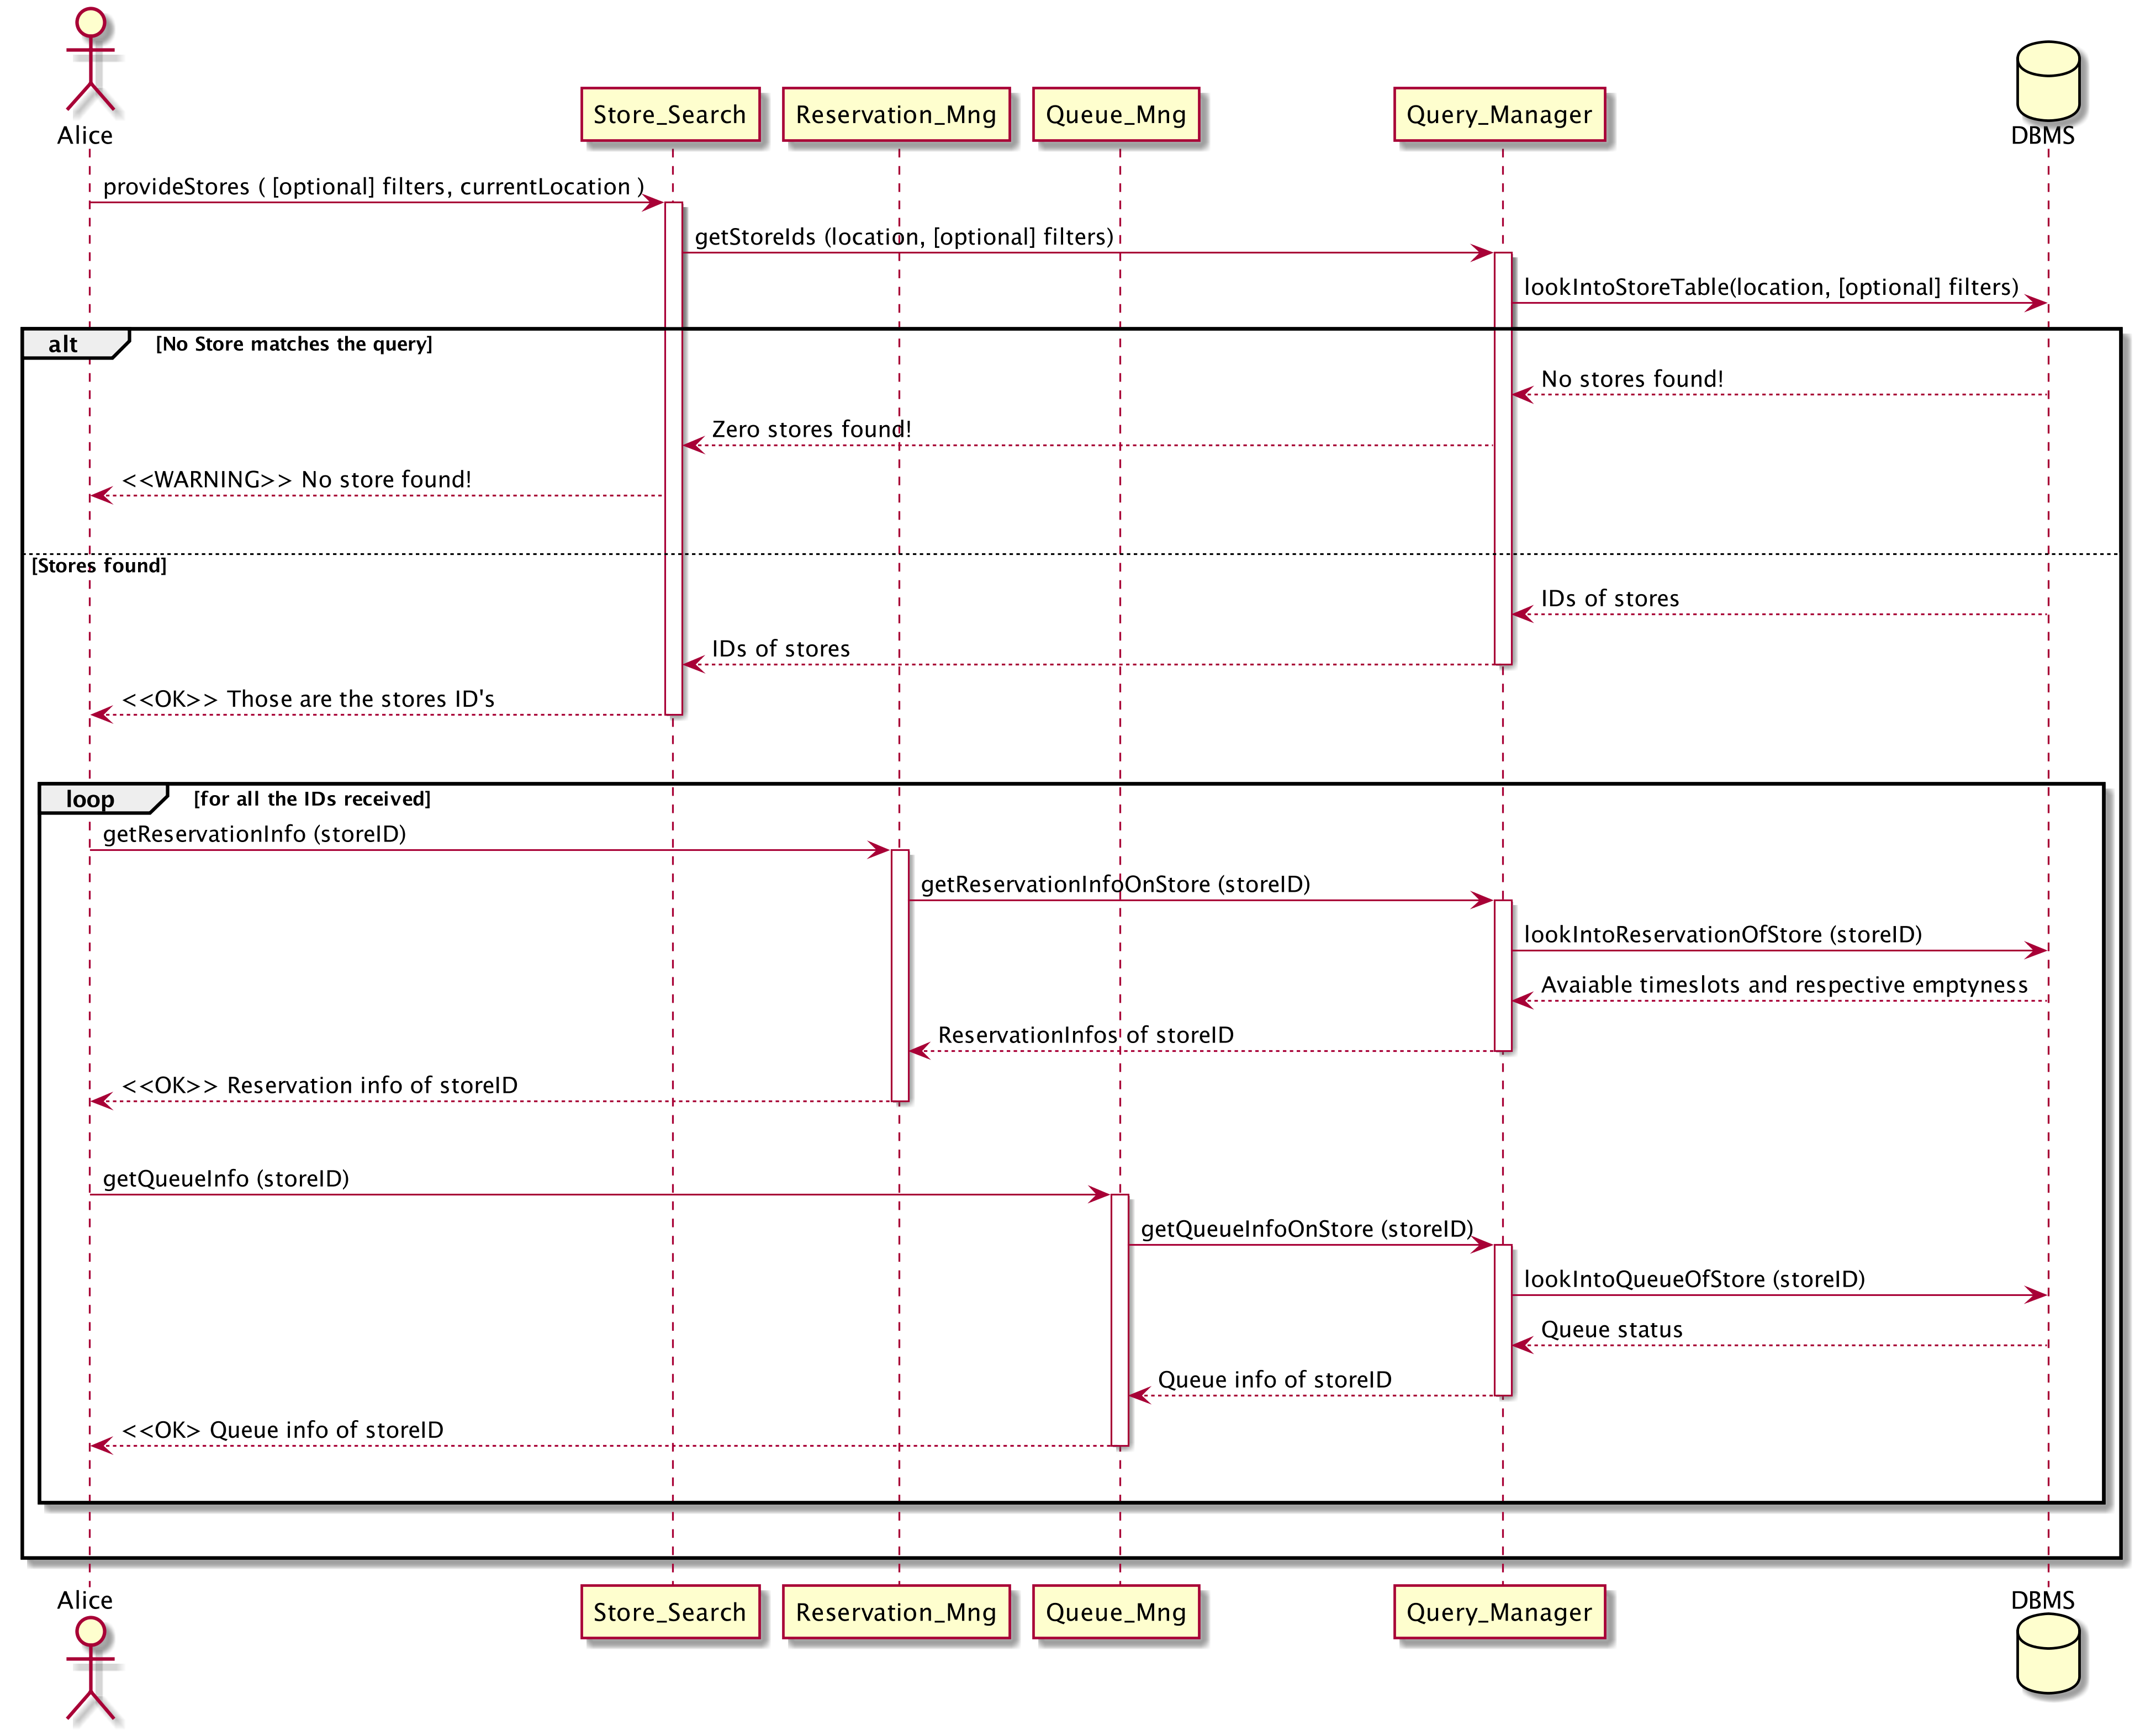 Alice
Store_Search
Reservation_Mng
Queue_Mng
Query_Manager
DBMS
provideStores ( [optional] filters, currentLocation )
getStoreIds (location, [optional] filters)
lookIntoStoreTable(location, [optional] filters)
alt
[No Store matches the query]
No stores found!
Zero stores found!
<<WARNING>> No store found!
[Stores found]
IDs of stores
IDs of stores
<<OK>> Those are the stores ID's
loop
[for all the IDs received]
getReservationInfo (storeID)
getReservationInfoOnStore (storeID)
lookIntoReservationOfStore (storeID)
Avaiable timeslots and respective emptyness
ReservationInfos of storeID
<<OK>> Reservation info of storeID
getQueueInfo (storeID)
getQueueInfoOnStore (storeID)
lookIntoQueueOfStore (storeID)
Queue status
Queue info of storeID
<<OK> Queue info of storeID
Alice
Store_Search
Reservation_Mng
Queue_Mng
Query_Manager
DBMS